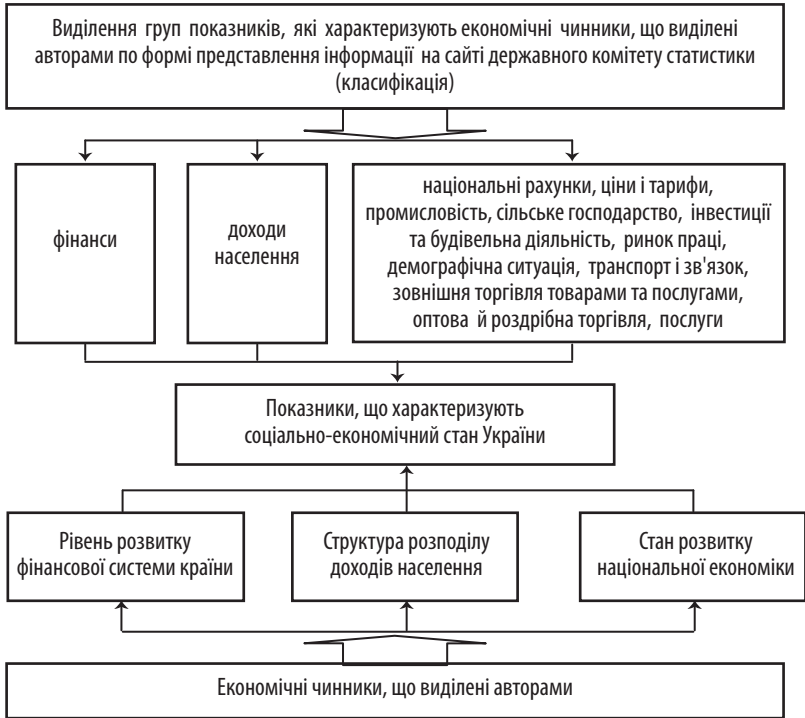 Виділення груп показників, які характеризують економічні чинники, що виділені
авторами по формі представлення інформації на сайті державного комітету статистики
(класифікація)
фінанси
доходи
населення
національні рахунки, ціни і тарифи,
промисловість, сільське господарство, інвестиції
та будівельна діяльність, ринок праці,
демографічна ситуація, транспорт і зв'язок,
зовнішня торгівля товарами та послугами,
оптова й роздрібна торгівля, послуги
Показники, що характеризують
соціально-економічний стан України
Рівень розвитку
фінансової системи країни
Структура розподілу
доходів населення
Стан розвитку
національної економіки
Економічні чинники, що виділені авторами